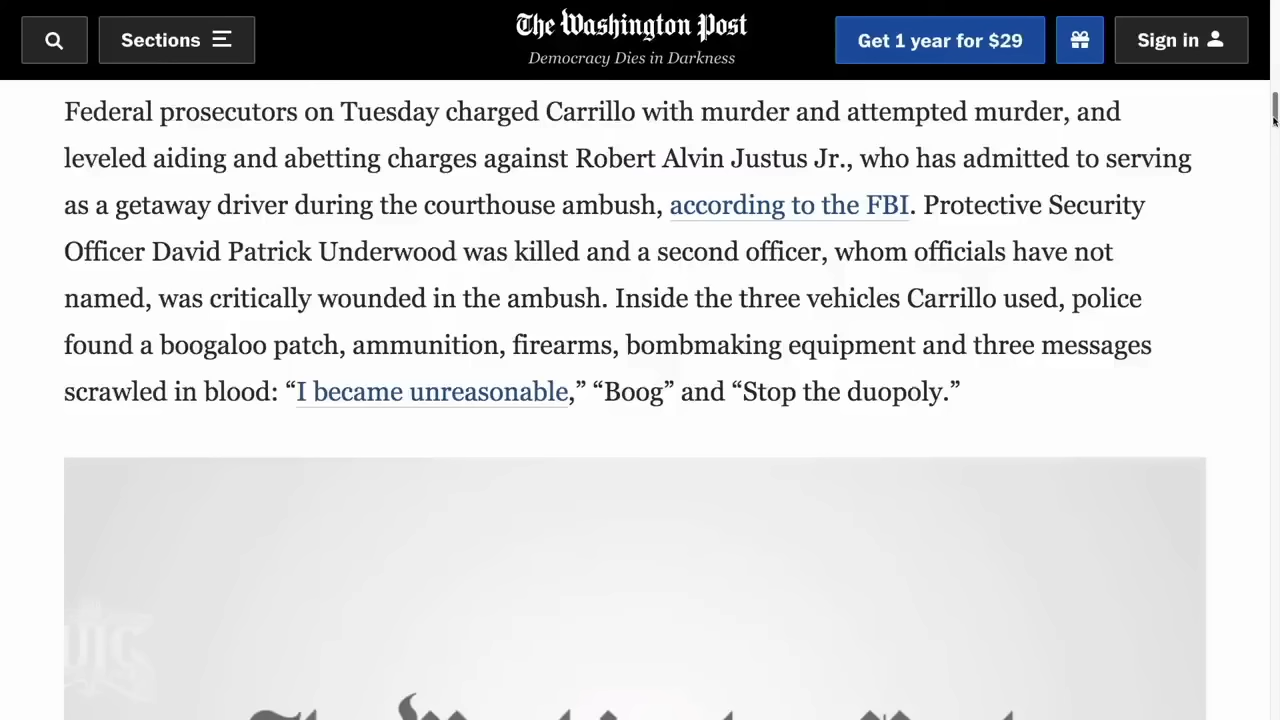 Sections
The Washington Post
Democracy Dies in Darkness
Get 1 year for $29
Sign in
Federal prosecutors on Tuesday charged Carrillo with murder and attempted murder, and
leveled aiding and abetting charges against Robert Alvin Justus Jr., who has admitted to serving
as a getaway driver during the courthouse ambush, according to the FBI. Protective Security
Officer David Patrick Underwood was killed and a second officer, whom officials have not
named, was critically wounded in the ambush. Inside the three vehicles Carrillo used, police
found a boogaloo patch, ammunition, firearms, bombmaking equipment and three messages
scrawled in blood: “I became unreasonable,” “Boog” and “Stop the duopoly.”